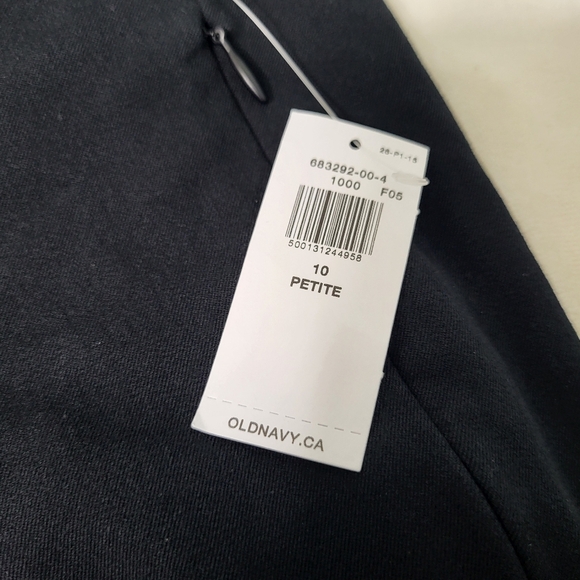 683292-00-4
1000 F05
500131244958
10
PETITE
OLDNAVY.CA